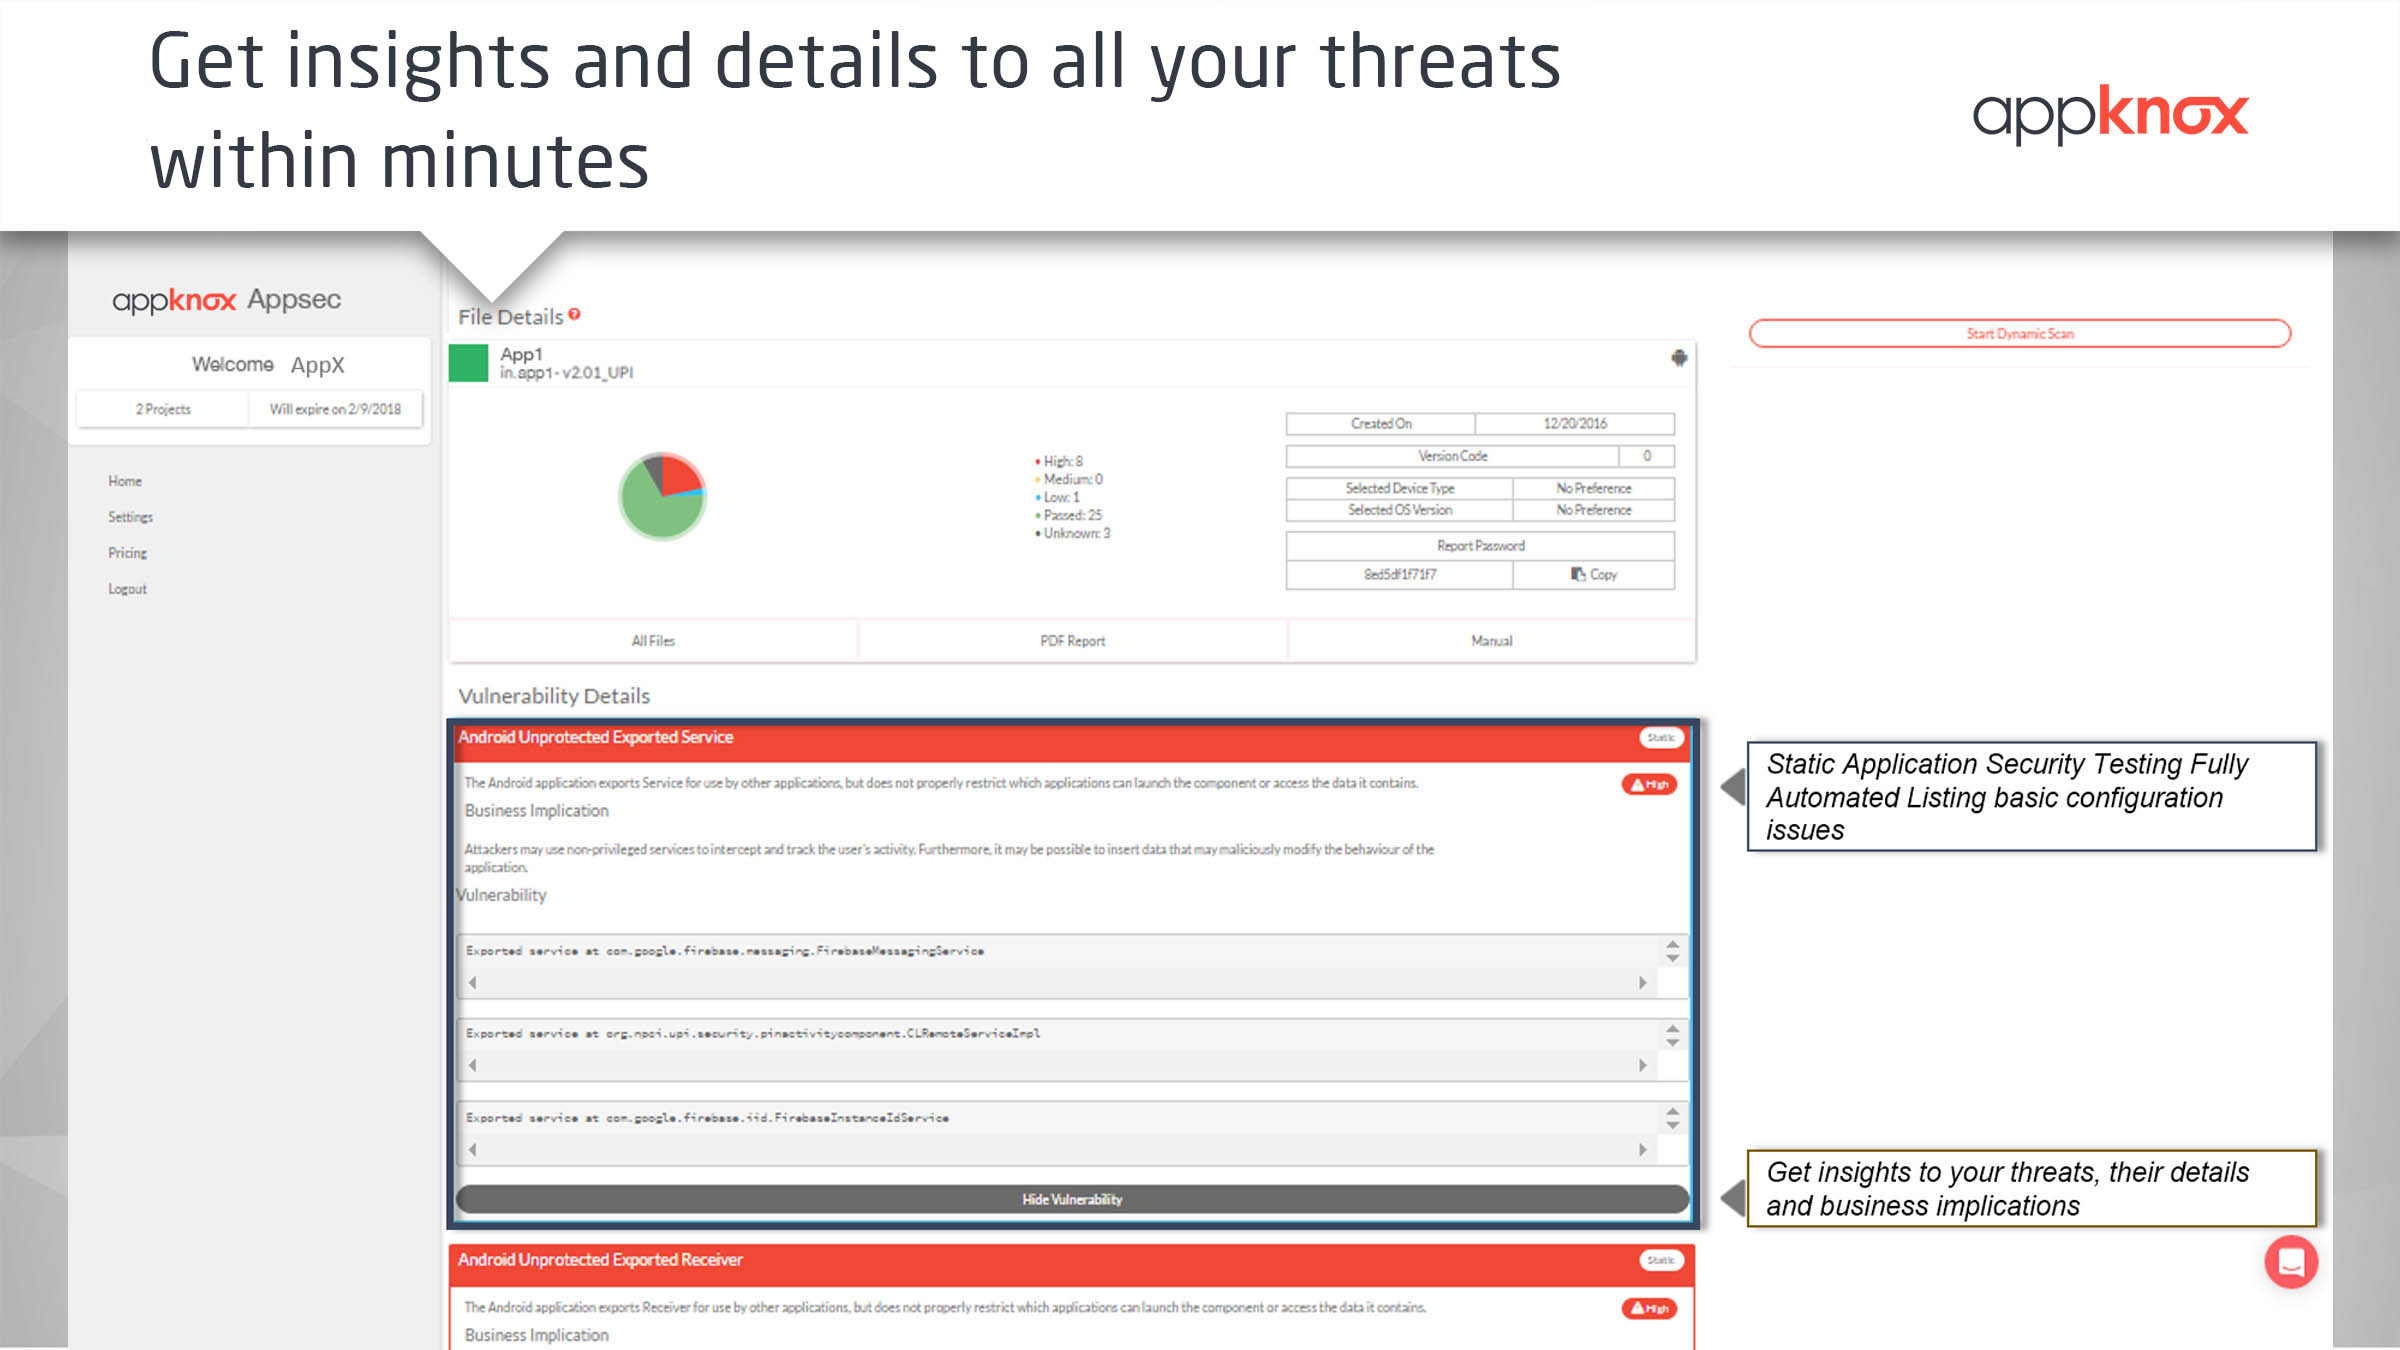 Get insights and details to all your threats
within minutes
appknox
appknox Appsec
Welcome AppX
2 Projects
Will expire on 2/9/2018
Home
Settings
Pricing
Logout
File Details ?
App1
in.app1- v2.01_UPI
High: 8
Medium: 0
Low: 1
Passed: 25
Unknown: 3
Created On 12/20/2016
Version Code 0
Selected Device Type No Preference
Selected OS Version No Preference
Report Password
8ed5df1f71f7 Copy
All Files
PDF Report
Manual
Start Dynamic Scan
Vulnerability Details
Android Unprotected Exported Service
Static
The Android application exports Service for use by other applications, but does not properly restrict which applications can launch the component or access the data it contains.
High
Business Implication
Attackers may use non-privileged services to intercept and track the user's activity. Furthermore, it may be possible to insert data that may maliciously modify the behaviour of the
application.
Vulnerability
Exported service at com.google.firebase.messaging.FirebaseMessagingService
Exported service at org.npci.upi.security.pinactivitycomponent.CLRemoteServiceImpl
Exported service at com.google.firebase.iid.FirebaseInstanceIdService
Hide Vulnerability
Static Application Security Testing Fully
Automated Listing basic configuration
issues
Get insights to your threats, their details
and business implications
Android Unprotected Exported Receiver
Static
The Android application exports Receiver for use by other applications, but does not properly restrict which applications can launch the component or access the data it contains.
High
Business Implication